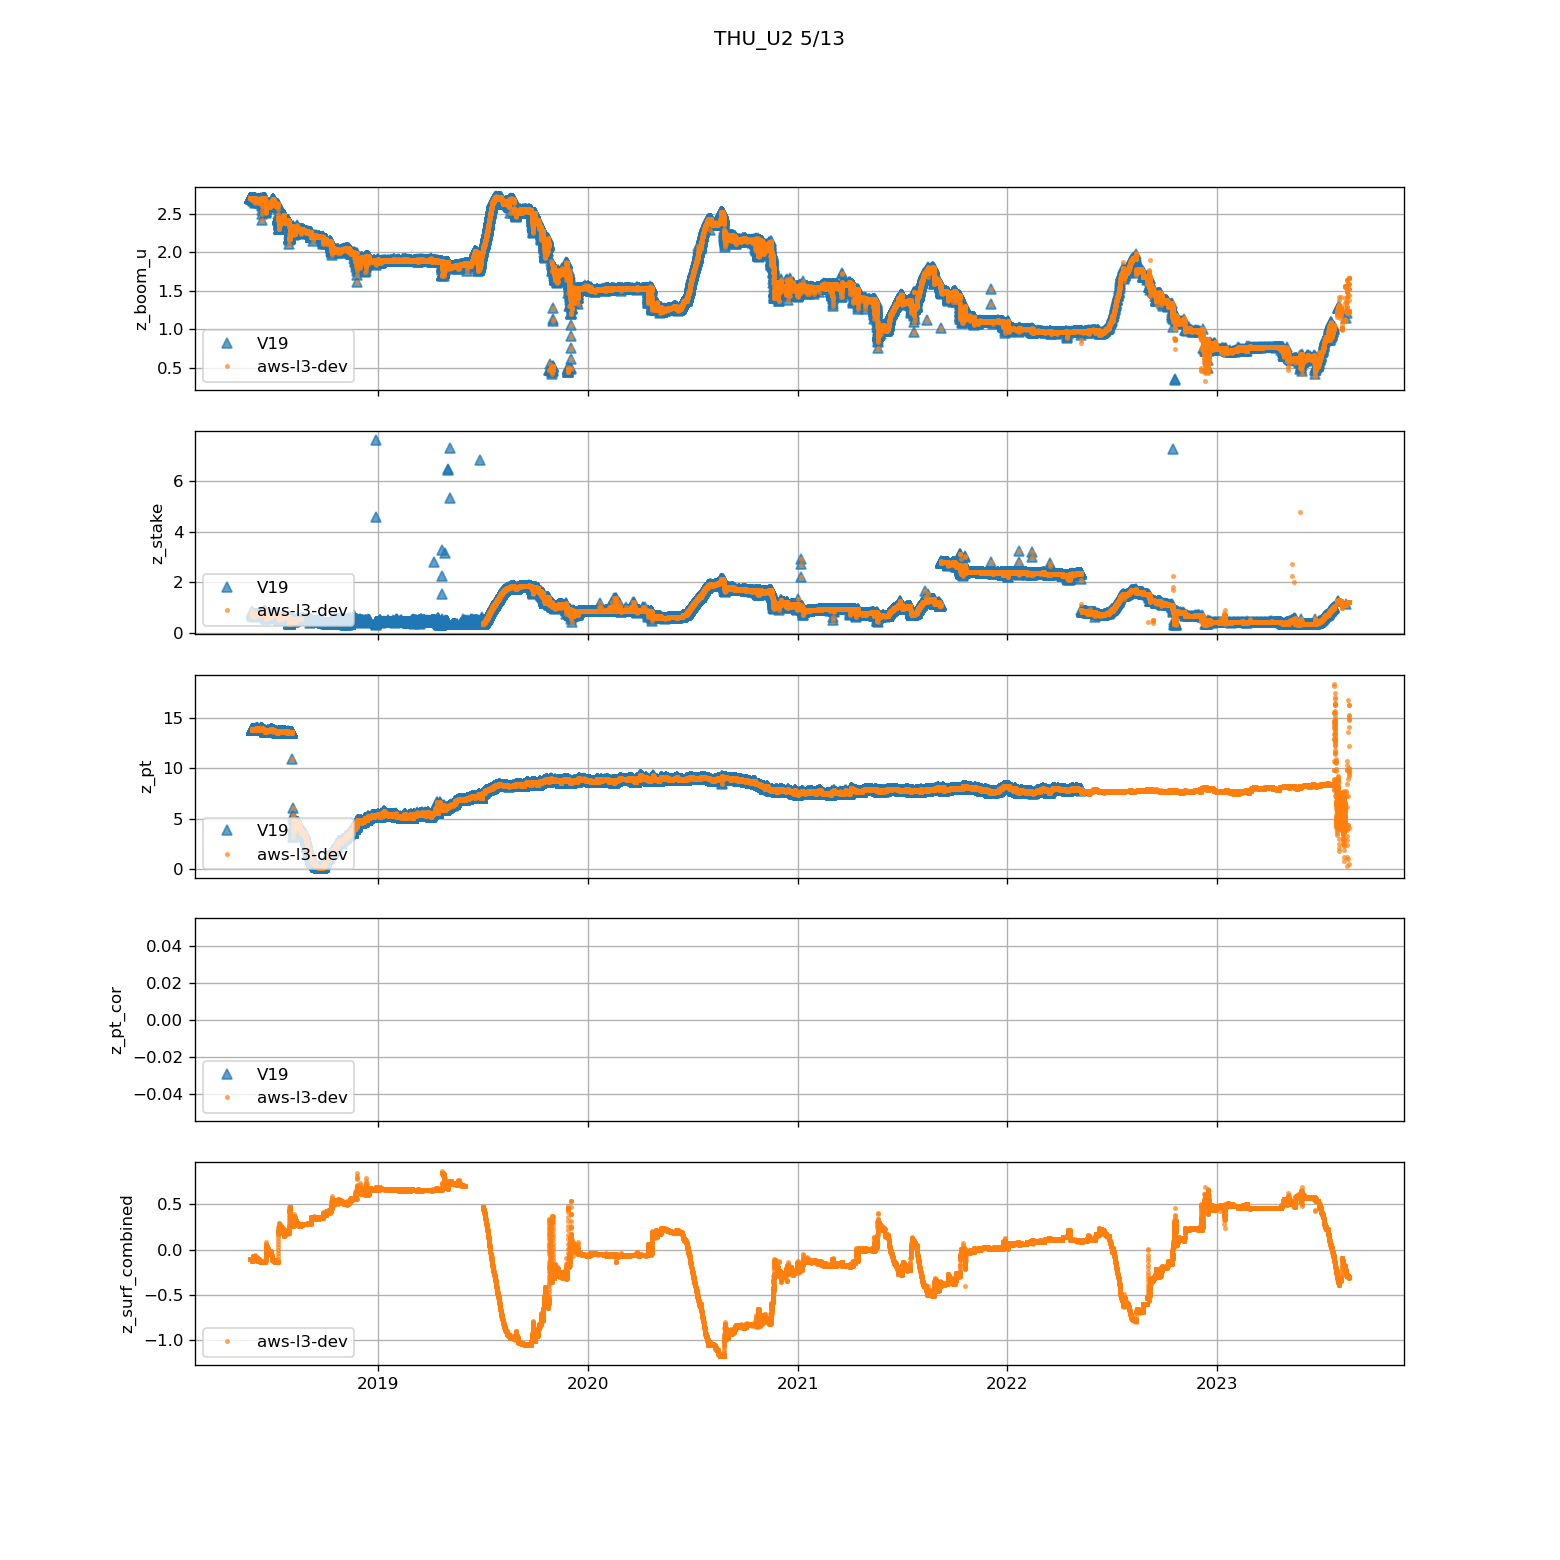 THU_U2 5/13
z_boom_u
2.5
2.0
1.5
1.0
0.5
V19
aws-l3-dev
z_stake
6
4
2
0
V19
aws-l3-dev
z_pt
15
10
5
0
V19
aws-l3-dev
z_pt_cor
0.04
0.02
0.00
−0.02
−0.04
V19
aws-l3-dev
z_surf_combined
0.5
0.0
−0.5
−1.0
aws-l3-dev
2019 2020 2021 2022 2023